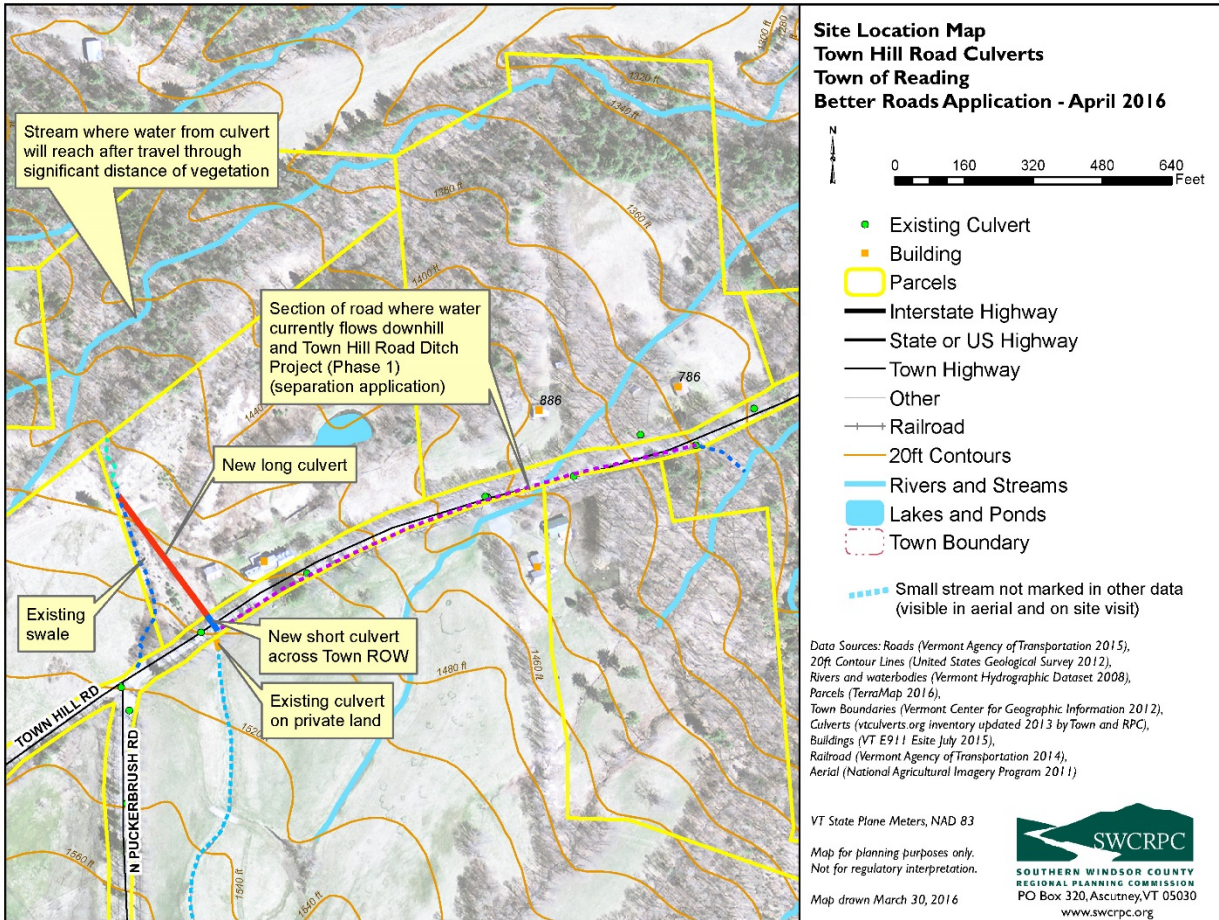 Site Location Map
Town Hill Road Culverts
Town of Reading
Better Roads Application - April 2016
N
0 160 320 480 640
Feet
Existing Culvert
Building
Parcels
Interstate Highway
State or US Highway
Town Highway
Other
Railroad
20ft Contours
Rivers and Streams
Lakes and Ponds
Town Boundary
Small stream not marked in other data
(visible in aerial and on site visit)
Data Sources: Roads (Vermont Agency of Transportation 2015),
20ft Contour Lines (United States Geological Survey 2012),
Rivers and waterbodies (Vermont Hydrographic Dataset 2008),
Parcels (TerraMap 2016),
Town Boundaries (Vermont Center for Geographic Information 2012),
Culverts (vtculverts.org inventory updated 2013 by Town and RPC),
Buildings (VT E911 Esite July 2015),
Railroad (Vermont Agency of Transportation 2014),
Aerial (National Agricultural Imagery Program 2011)
VT State Plane Meters, NAD 83
Map for planning purposes only.
Not for regulatory interpretation.
Map drawn March 30, 2016
SWCRPC
SOUTHERN WINDSOR COUNTY
REGIONAL PLANNING COMMISSION
PO Box 320, Ascutney, VT 05030
www.swcrpc.org
1300 ft
1280 ft
1320 ft
1340 ft
Stream where water from culvert
will reach after travel through
significant distance of vegetation
1380 ft
1360 ft
1400 ft
Section of road where water
currently flows downhill
and Town Hill Road Ditch
Project (Phase 1)
(separation application)
786
886
1440 ft
New long culvert
Existing
swale
New short culvert
across Town ROW
Existing culvert
on private land
1480 ft
1460 ft
TOWN HILL RD
N PUCKERBRUSH RD
1520 ft
1560 ft
1540 ft